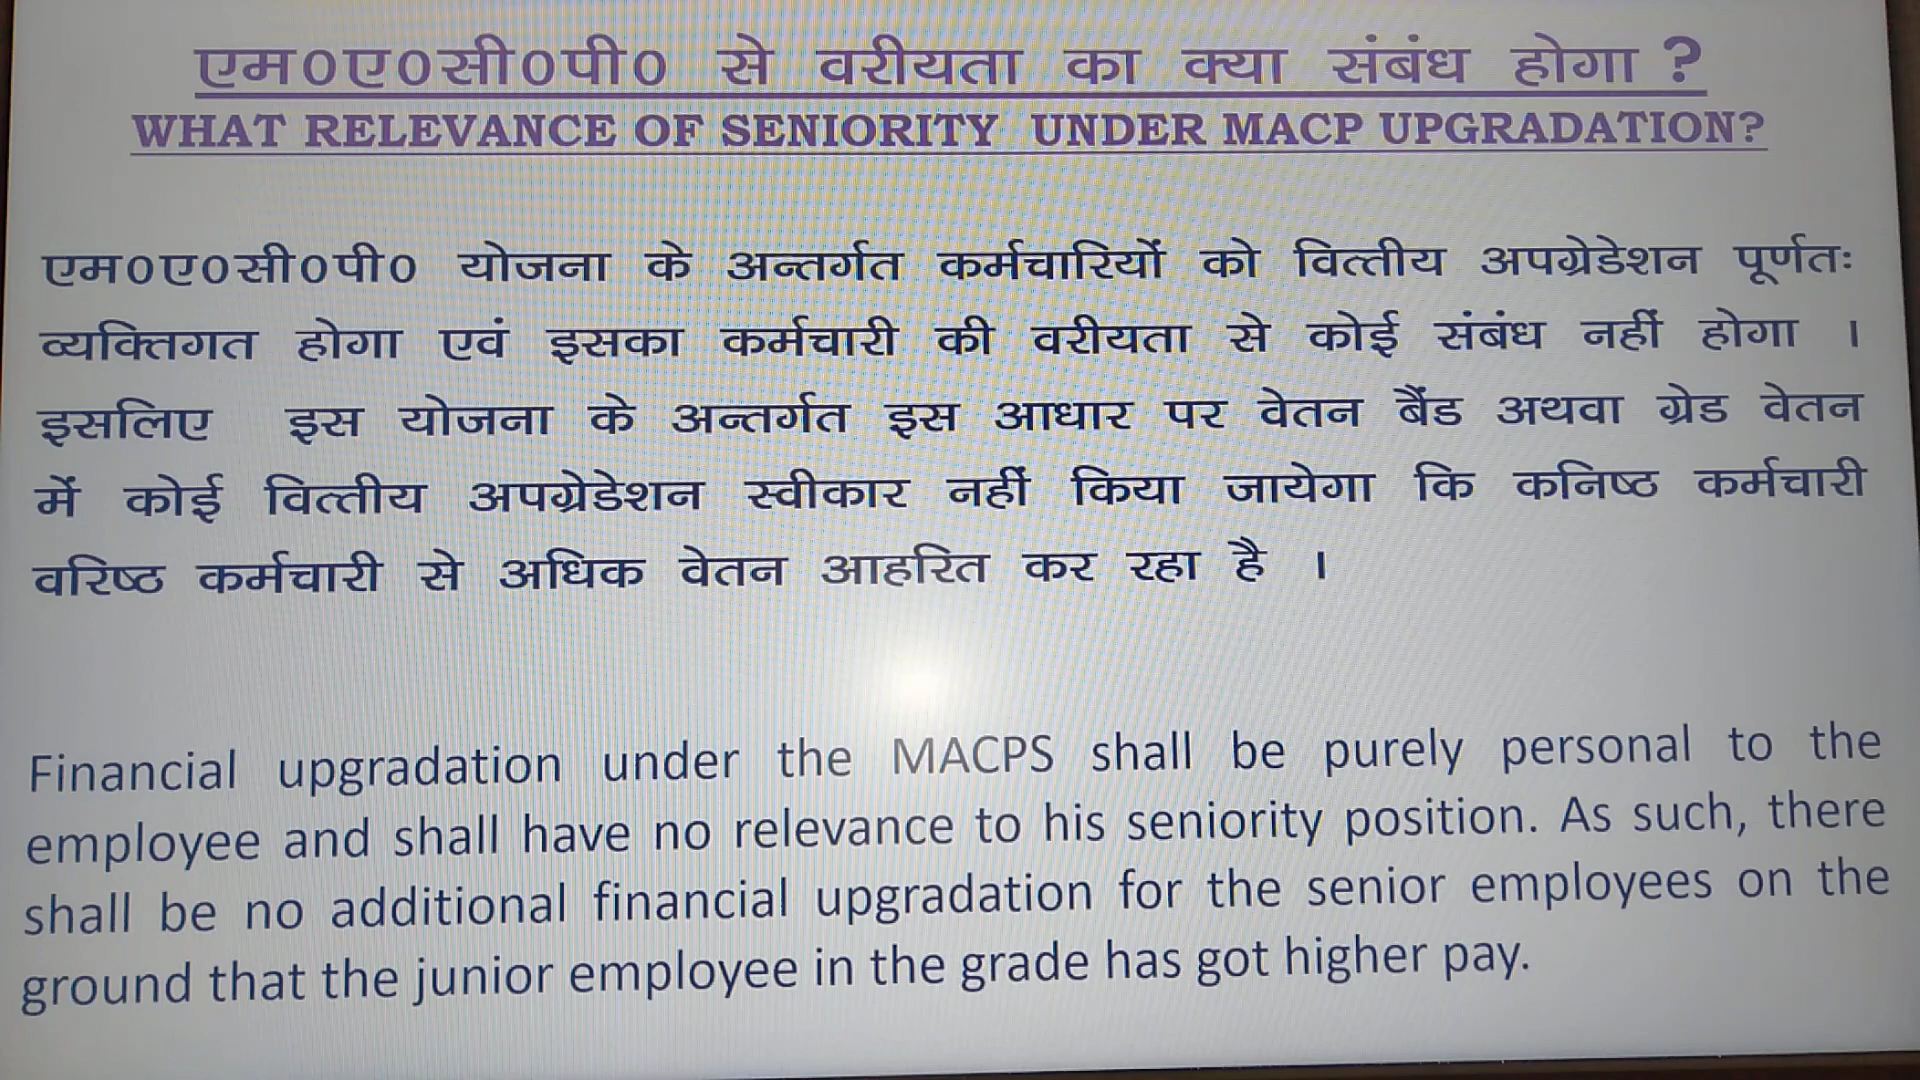 एम0ए0सी0पी0 से वरीयता का क्या संबंध होगा ?
WHAT RELEVANCE OF SENIORITY UNDER MACP UPGRADATION?
एम0ए0सी0पी0 योजना के अन्तर्गत कर्मचारियों को वित्तीय अपग्रेडेशन पूर्णतः
व्यक्तिगत होगा एवं इसका कर्मचारी की वरीयता से कोई संबंध नहीं होगा ।
इसलिए इस योजना के अन्तर्गत इस आधार पर वेतन बैंड अथवा ग्रेड वेतन
में कोई वित्तीय अपग्रेडेशन स्वीकार नहीं किया जायेगा कि कनिष्ठ कर्मचारी
वरिष्ठ कर्मचारी से अधिक वेतन आहरित कर रहा है ।
Financial upgradation under the MACPS shall be purely personal to the
employee and shall have no relevance to his seniority position. As such, there
shall be no additional financial upgradation for the senior employees on the
ground that the junior employee in the grade has got higher pay.